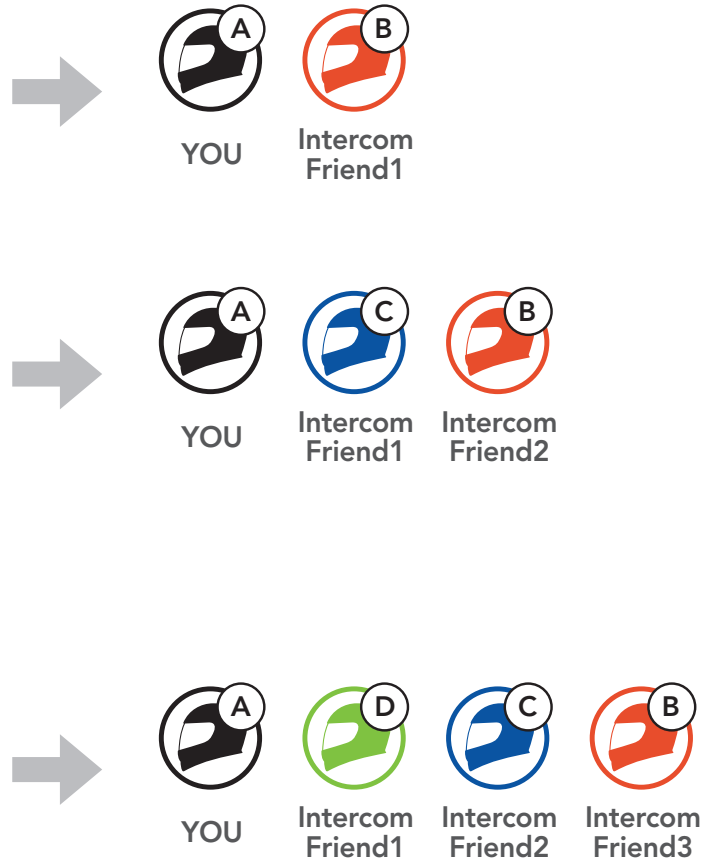 A B
YOU Intercom Friend1
A C B
YOU Intercom Friend1 Intercom Friend2
A D C B
YOU Intercom Friend1 Intercom Friend2 Intercom Friend3